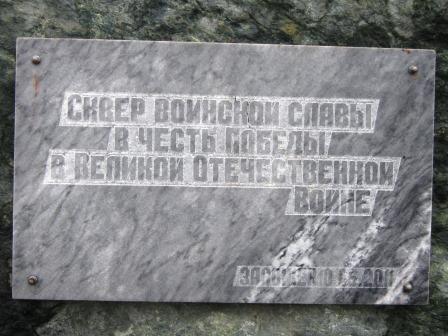 Сквер воинской славы
в честь Победы
в Великой Отечественной
войне